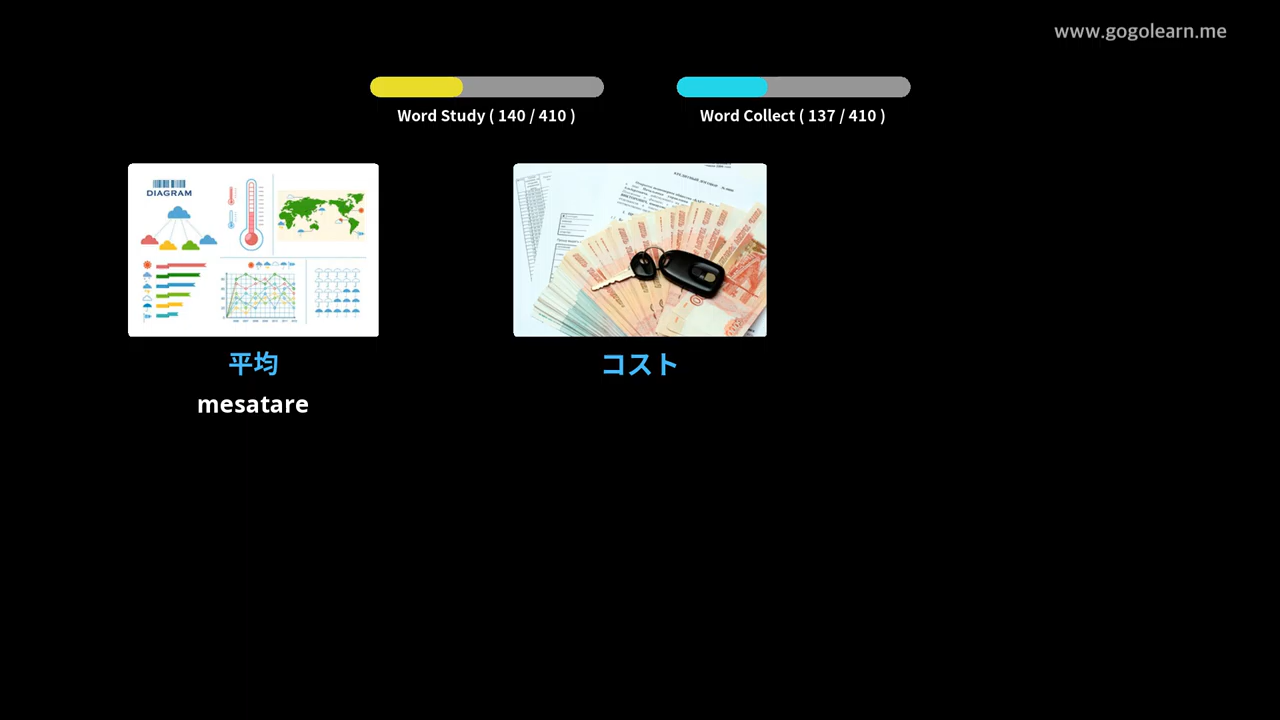 www.gogolearn.me
Word Study ( 140 / 410 )
Word Collect ( 137 / 410 )
DIAGRAM
平均
コスト
mesatare